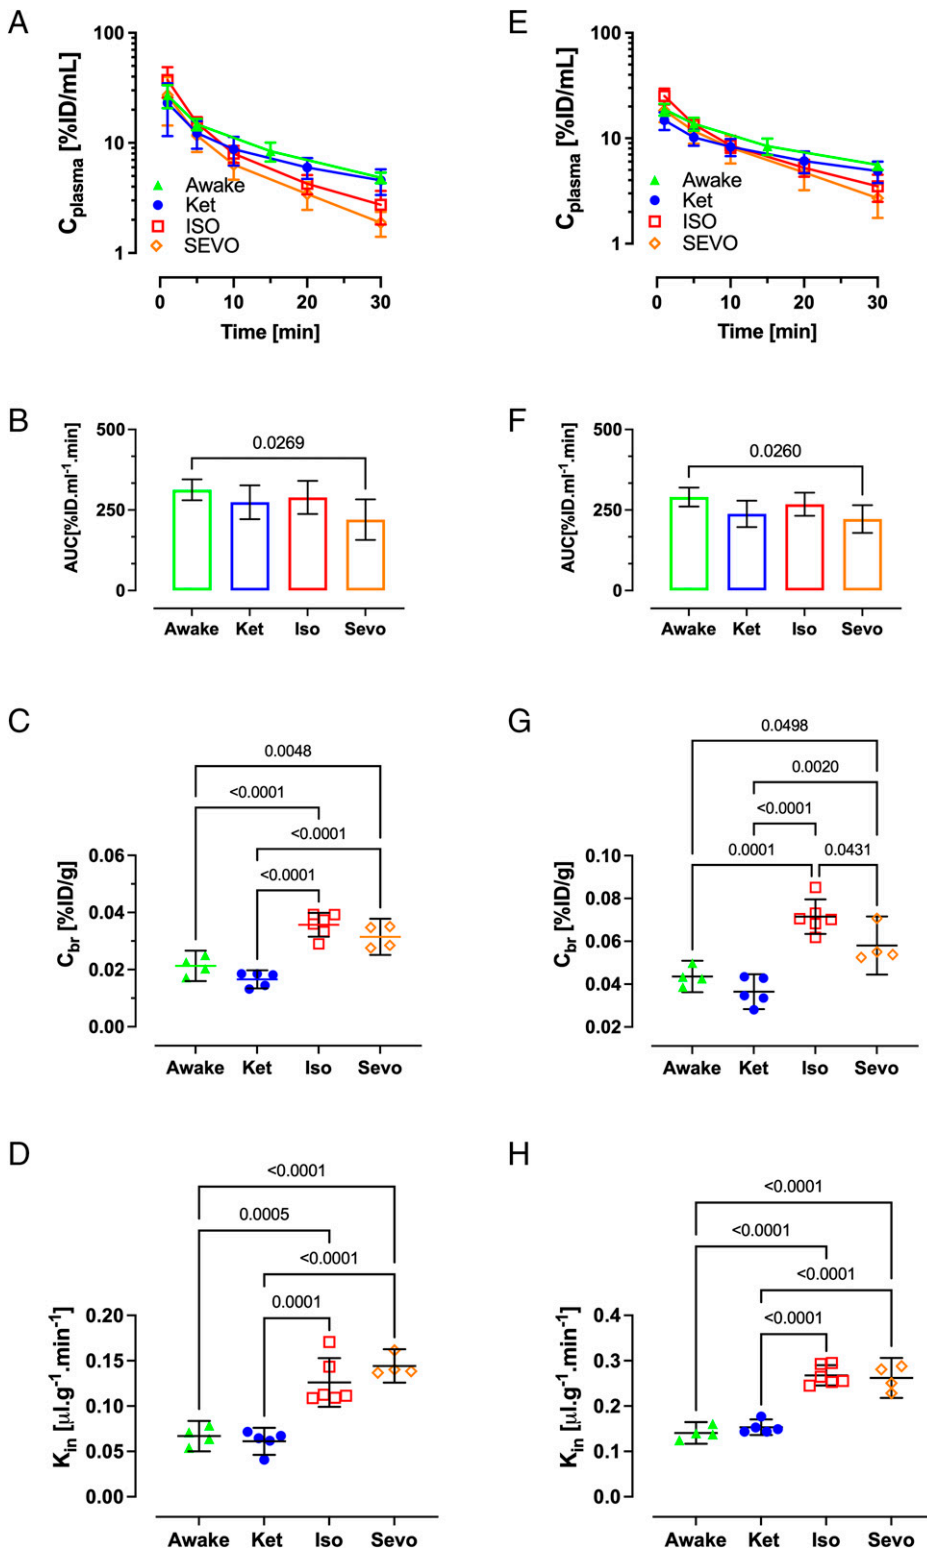 A
100
10
1
C_plasma [%ID/mL]
Awake
Ket
ISO
SEVO
0 10 20 30
Time [min]
E
100
10
1
C_plasma [%ID/mL]
Awake
Ket
ISO
SEVO
0 10 20 30
Time [min]
B
500
250
0
AUC[%ID.ml⁻¹.min]
0.0269
Awake Ket Iso Sevo
F
500
250
0
AUC[%ID.ml⁻¹.min]
0.0260
Awake Ket Iso Sevo
C
0.0048
<0.0001
<0.0001
<0.0001
0.06
0.04
0.02
0.00
C_br [%ID/g]
Awake Ket Iso Sevo
G
0.0498
0.0020
<0.0001
0.0001 0.0431
0.10
0.08
0.06
0.04
0.02
C_br [%ID/g]
Awake Ket Iso Sevo
D
<0.0001
0.0005
<0.0001
0.0001
0.20
0.15
0.10
0.05
0.00
K_in [µl.g⁻¹.min⁻¹]
Awake Ket Iso Sevo
H
<0.0001
<0.0001
<0.0001
<0.0001
0.4
0.3
0.2
0.1
0.0
K_in [µl.g⁻¹.min⁻¹]
Awake Ket Iso Sevo